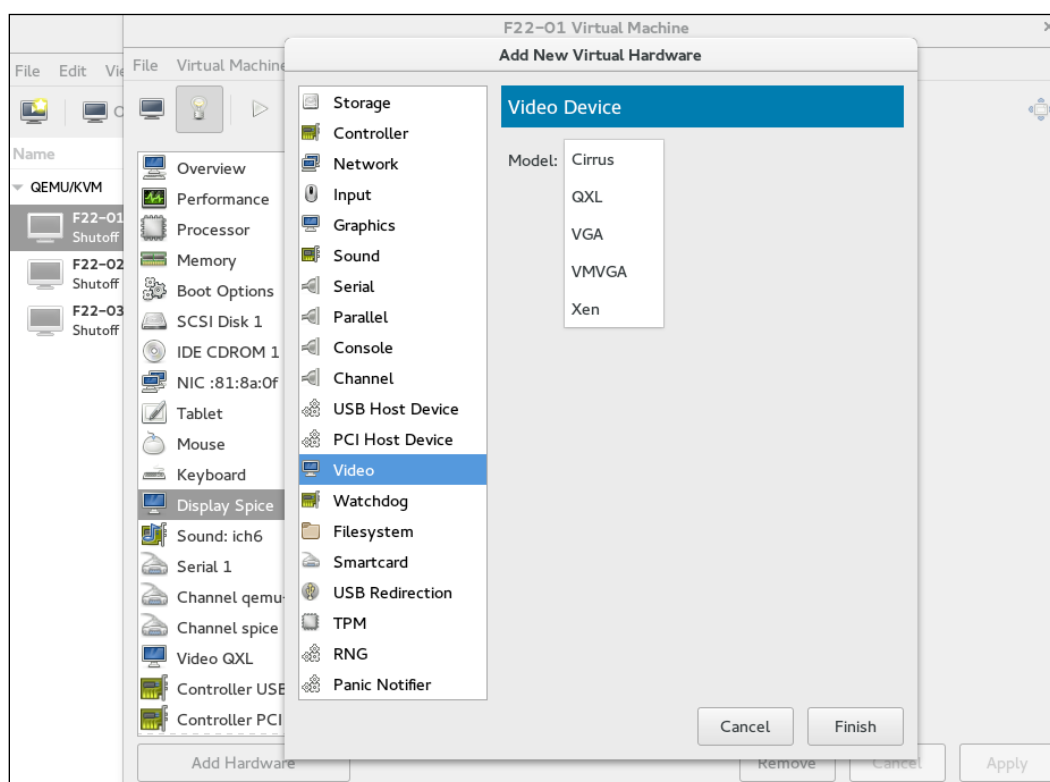 F22-01 Virtual Machine
Add New Virtual Hardware
File Edit
File Virtual Machine
Name
QEMU/KVM
F22-01
Shutoff
F22-02
Shutoff
F22-03
Shutoff
Overview
Performance
Processor
Memory
Boot Options
SCSI Disk 1
IDE CDROM 1
NIC :81:8a:0f
Tablet
Mouse
Keyboard
Display Spice
Sound: ich6
Serial 1
Channel qemu-
Channel spice
Video QXL
Controller USB
Controller PCI
Add Hardware
Storage
Controller
Network
Input
Graphics
Sound
Serial
Parallel
Console
Channel
USB Host Device
PCI Host Device
Video
Watchdog
Filesystem
Smartcard
USB Redirection
TPM
RNG
Panic Notifier
Video Device
Model:
Cirrus
QXL
VGA
VMVGA
Xen
Cancel Finish
Remove Cancel Apply